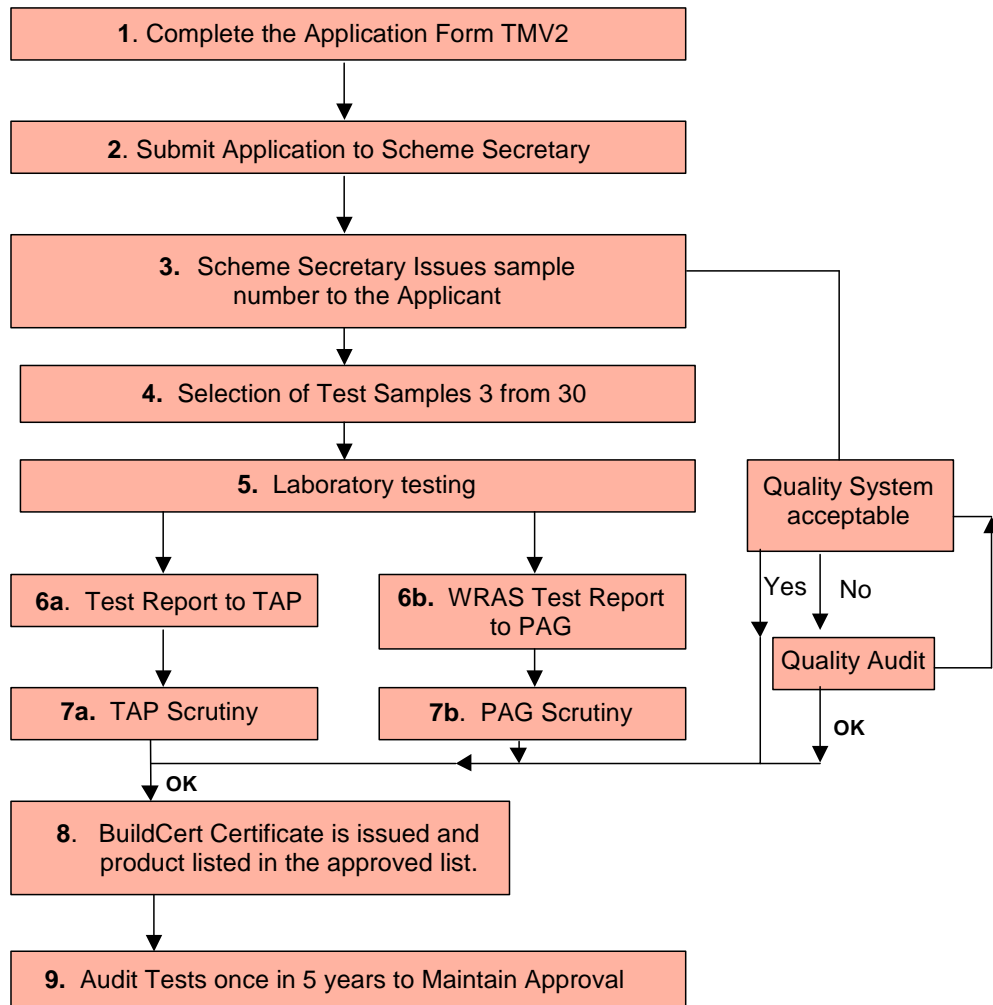 1. Complete the Application Form TMV2
2. Submit Application to Scheme Secretary
3. Scheme Secretary Issues sample
number to the Applicant
4. Selection of Test Samples 3 from 30
5. Laboratory testing
Quality System
acceptable
Yes
No
6a. Test Report to TAP
6b. WRAS Test Report
to PAG
Quality Audit
7a. TAP Scrutiny
7b. PAG Scrutiny
OK
OK
8. BuildCert Certificate is issued and
product listed in the approved list.
9. Audit Tests once in 5 years to Maintain Approval